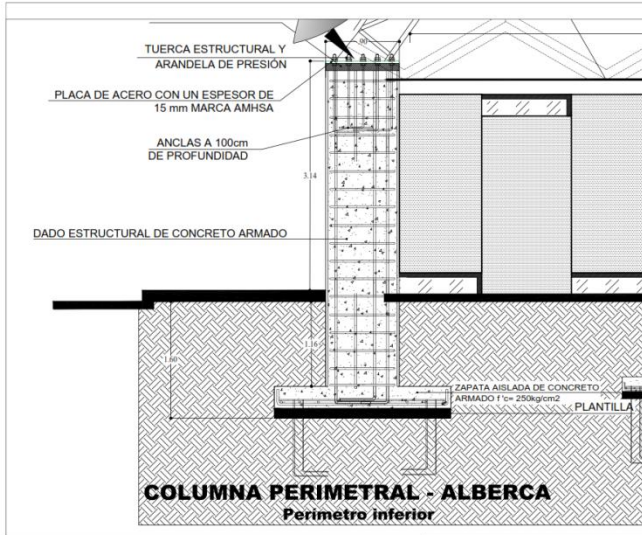 .90
TUERCA ESTRUCTURAL Y
ARANDELA DE PRESIÓN
PLACA DE ACERO CON UN ESPESOR DE
15 mm MARCA AMHSA
ANCLAS A 100cm
DE PROFUNDIDAD
3.14
DADO ESTRUCTURAL DE CONCRETO ARMADO
1.16
1.60
ZAPATA AISLADA DE CONCRETO
ARMADO f'c= 250kg/cm2
PLANTILLA
COLUMNA PERIMETRAL - ALBERCA
Perimetro inferior